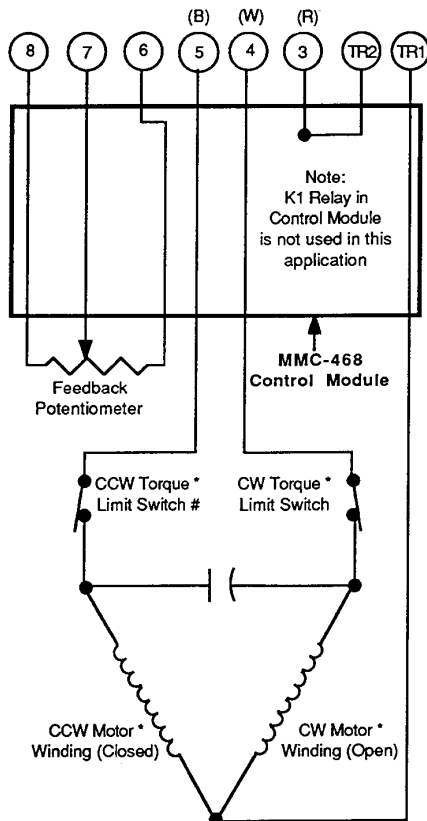 (B) (W) (R)
8 7 6 5 4 3 TR2 TR1
Note:
K1 Relay in
Control Module
is not used in this
application
MMC-468
Control Module
Feedback
Potentiometer
CCW Torque *
Limit Switch #
CW Torque *
Limit Switch
CCW Motor *
Winding (Closed)
CW Motor *
Winding (Open)